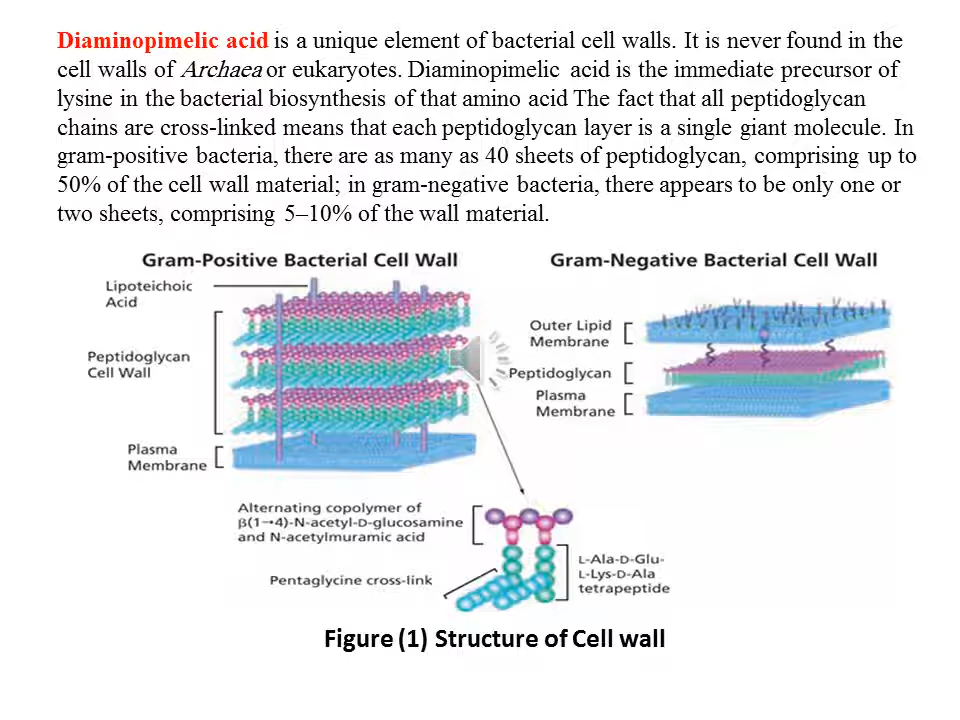 Diaminopimelic acid is a unique element of bacterial cell walls. It is never found in the
cell walls of Archaea or eukaryotes. Diaminopimelic acid is the immediate precursor of
lysine in the bacterial biosynthesis of that amino acid The fact that all peptidoglycan
chains are cross-linked means that each peptidoglycan layer is a single giant molecule. In
gram-positive bacteria, there are as many as 40 sheets of peptidoglycan, comprising up to
50% of the cell wall material; in gram-negative bacteria, there appears to be only one or
two sheets, comprising 5–10% of the wall material.
Gram-Positive Bacterial Cell Wall
Lipoteichoic
Acid
Peptidoglycan
Cell Wall
Plasma
Membrane
Gram-Negative Bacterial Cell Wall
Outer Lipid
Membrane
Peptidoglycan
Plasma
Membrane
Alternating copolymer of
β(1→4)-N-acetyl-D-glucosamine
and N-acetylmuramic acid
Pentaglycine cross-link
L-Ala-D-Glu-
L-Lys-D-Ala
tetrapeptide
Figure (1) Structure of Cell wall